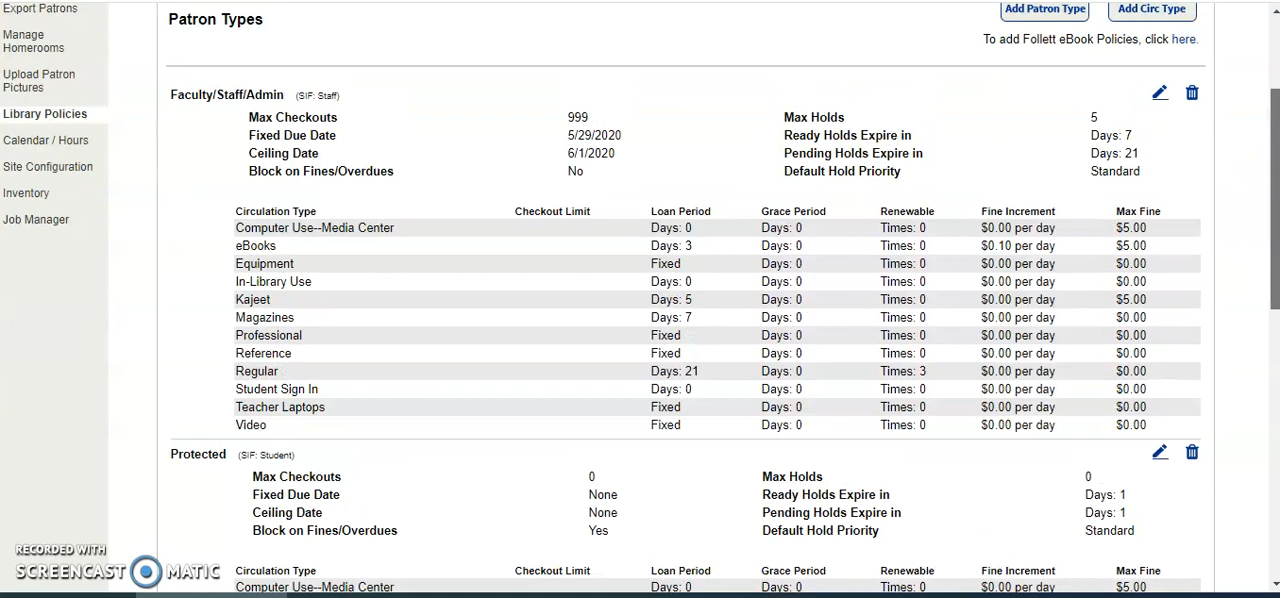 Export Patrons
Manage
Homerooms
Upload Patron
Pictures
Library Policies
Calendar / Hours
Site Configuration
Inventory
Job Manager
Patron Types
Add Patron Type Add Circ Type
To add Follett eBook Policies, click here.
Faculty/Staff/Admin (SIF: Staff)
Max Checkouts 999 Max Holds 5
Fixed Due Date 5/29/2020 Ready Holds Expire in Days: 7
Ceiling Date 6/1/2020 Pending Holds Expire in Days: 21
Block on Fines/Overdues No Default Hold Priority Standard
Circulation Type Checkout Limit Loan Period Grace Period Renewable Fine Increment Max Fine
Computer Use--Media Center Days: 0 Days: 0 Times: 0 $0.00 per day $5.00
eBooks Days: 3 Days: 0 Times: 0 $0.10 per day $5.00
Equipment Fixed Days: 0 Times: 0 $0.00 per day $0.00
In-Library Use Days: 0 Days: 0 Times: 0 $0.00 per day $0.00
Kajeet Days: 5 Days: 0 Times: 0 $0.00 per day $5.00
Magazines Days: 7 Days: 0 Times: 0 $0.00 per day $0.00
Professional Fixed Days: 0 Times: 0 $0.00 per day $0.00
Reference Fixed Days: 0 Times: 0 $0.00 per day $0.00
Regular Days: 21 Days: 0 Times: 3 $0.00 per day $0.00
Student Sign In Days: 0 Days: 0 Times: 0 $0.00 per day $0.00
Teacher Laptops Fixed Days: 0 Times: 0 $0.00 per day $0.00
Video Fixed Days: 0 Times: 0 $0.00 per day $0.00
Protected (SIF: Student)
Max Checkouts 0 Max Holds 0
Fixed Due Date None Ready Holds Expire in Days: 1
Ceiling Date None Pending Holds Expire in Days: 1
Block on Fines/Overdues Yes Default Hold Priority Standard
Circulation Type Checkout Limit Loan Period Grace Period Renewable Fine Increment Max Fine
Computer Use--Media Center Days: 0 Days: 0 Times: 0 $0.00 per day $5.00
RECORDED WITH
SCREENCAST MATIC